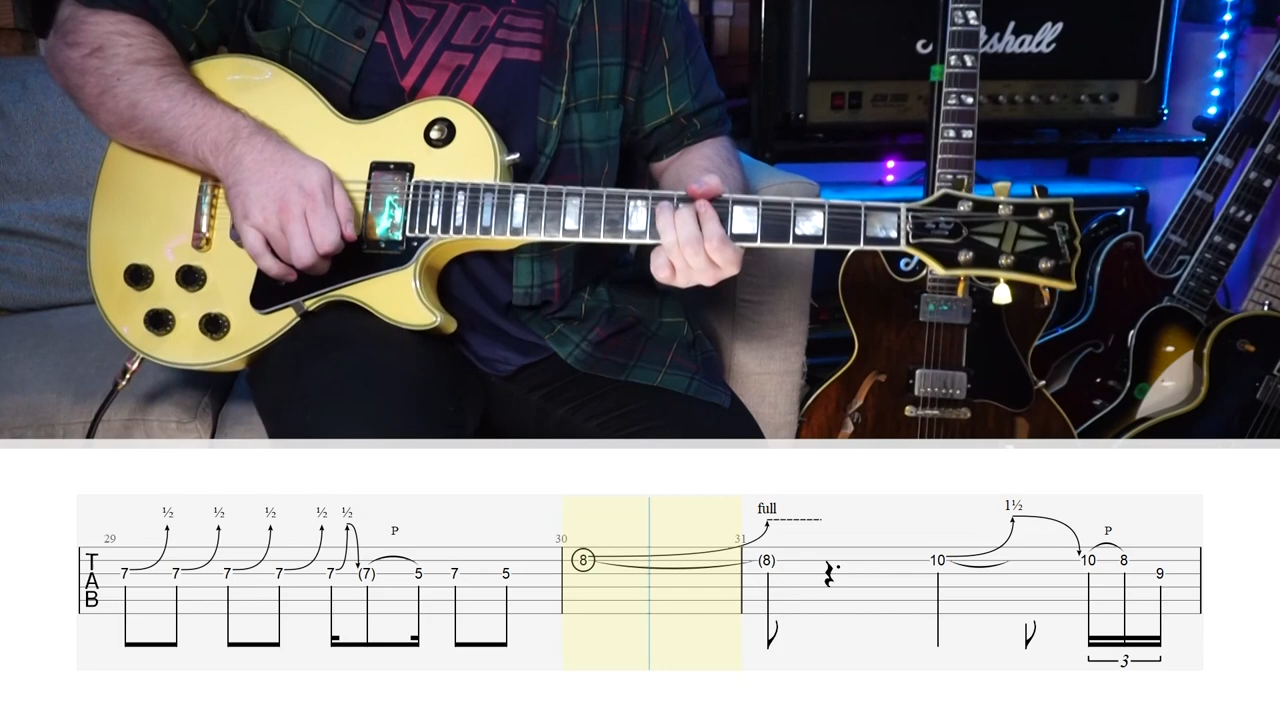 Marshall
29
½ ½ ½ ½ ½
P
7 7 7 7 7 (7) 5 7 5
30
8
31
full
(8)
1½
10
P
10 8 9
3
T
A
B